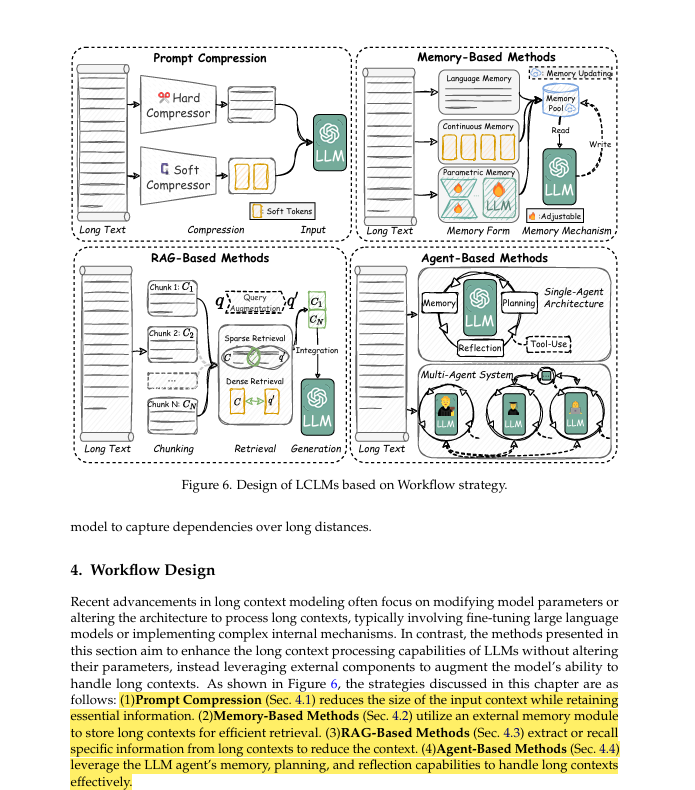 Prompt Compression
Hard
Compressor
Soft
Compressor
LLM
Soft Tokens
Long Text
Compression
Input
Memory-Based Methods
: Memory Updating
Language Memory
Continuous Memory
Parametric Memory
LLM
Memory
Pool
Read
Write
LLM
:Adjustable
Long Text
Memory Form
Memory Mechanism
RAG-Based Methods
Chunk 1: C1
Chunk 2: C2
...
Chunk N: CN
q
Query
Augmentation
q'
C1
CN
Sparse Retrieval
C
q'
Dense Retrieval
C
q'
Integration
LLM
Long Text
Chunking
Retrieval
Generation
Agent-Based Methods
Memory
Planning
LLM
Reflection
Tool-Use
Single-Agent
Architecture
Multi-Agent System
LLM
LLM
LLM
Long Text
Figure 6. Design of LCLMs based on Workflow strategy.
model to capture dependencies over long distances.
4. Workflow Design
Recent advancements in long context modeling often focus on modifying model parameters or
altering the architecture to process long contexts, typically involving fine-tuning large language
models or implementing complex internal mechanisms. In contrast, the methods presented in
this section aim to enhance the long context processing capabilities of LLMs without altering
their parameters, instead leveraging external components to augment the model's ability to
handle long contexts. As shown in Figure 6, the strategies discussed in this chapter are as
follows: (1)Prompt Compression (Sec. 4.1) reduces the size of the input context while retaining
essential information. (2)Memory-Based Methods (Sec. 4.2) utilize an external memory module
to store long contexts for efficient retrieval. (3)RAG-Based Methods (Sec. 4.3) extract or recall
specific information from long contexts to reduce the context. (4)Agent-Based Methods (Sec. 4.4)
leverage the LLM agent's memory, planning, and reflection capabilities to handle long contexts
effectively.